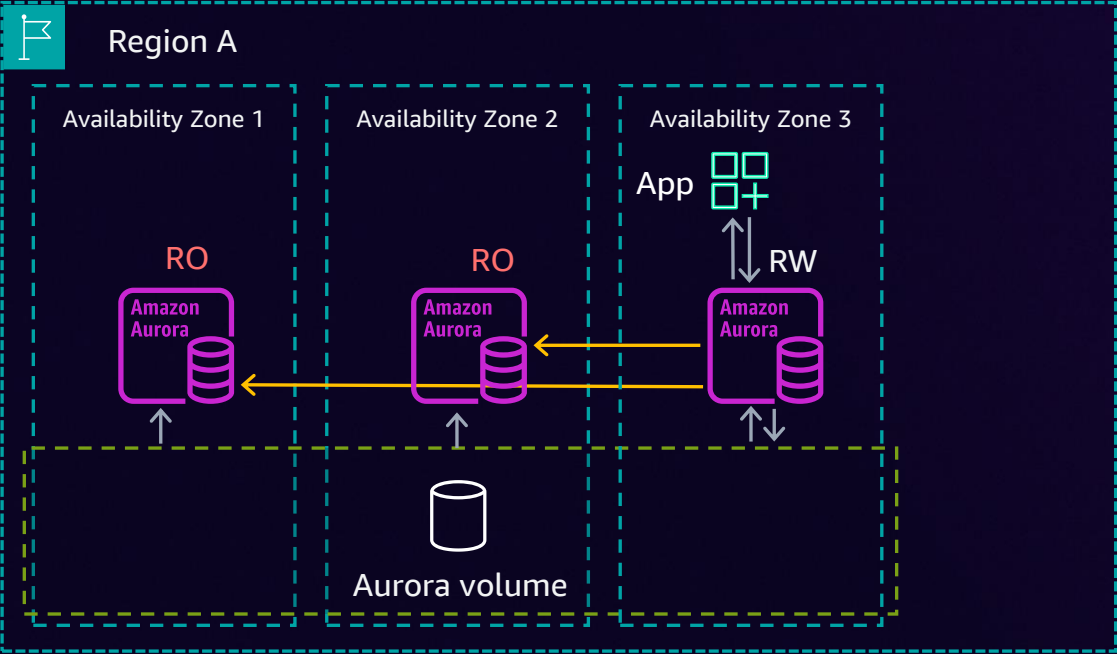 Region A
Availability Zone 1
Availability Zone 2
Availability Zone 3
App
RO
RO
RW
Amazon
Aurora
Amazon
Aurora
Amazon
Aurora
Aurora volume